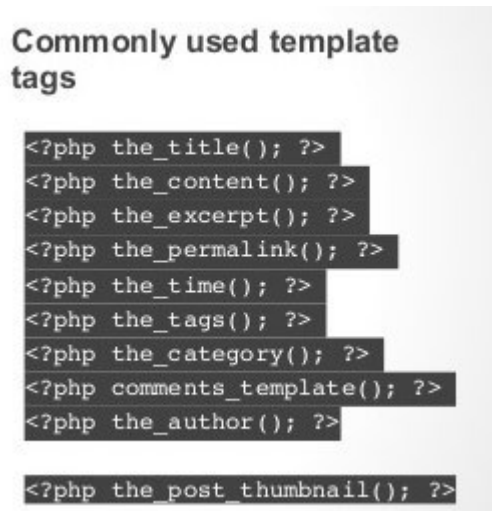 Commonly used template
tags
<?php the_title(); ?>
<?php the_content(); ?>
<?php the_excerpt(); ?>
<?php the_permalink(); ?>
<?php the_time(); ?>
<?php the_tags(); ?>
<?php the_category(); ?>
<?php comments_template(); ?>
<?php the_author(); ?>
<?php the_post_thumbnail(); ?>